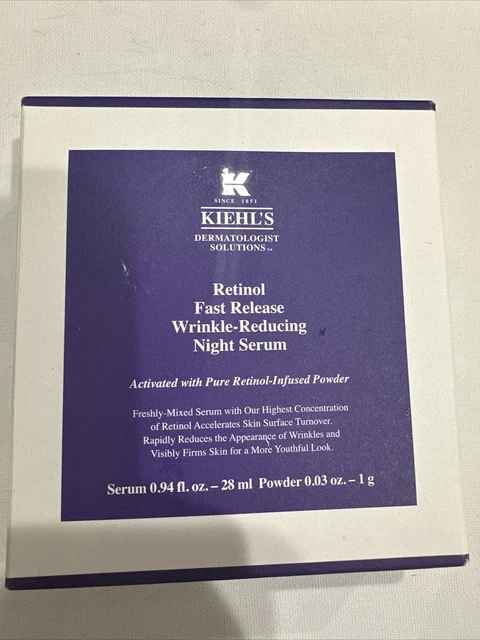 K
SINCE 1851
KIEHL'S
DERMATOLOGIST
SOLUTIONS™
Retinol
Fast Release
Wrinkle-Reducing
Night Serum
Activated with Pure Retinol-Infused Powder
Freshly-Mixed Serum with Our Highest Concentration
of Retinol Accelerates Skin Surface Turnover.
Rapidly Reduces the Appearance of Wrinkles and
Visibly Firms Skin for a More Youthful Look.
Serum 0.94 fl. oz. – 28 ml Powder 0.03 oz. – 1 g